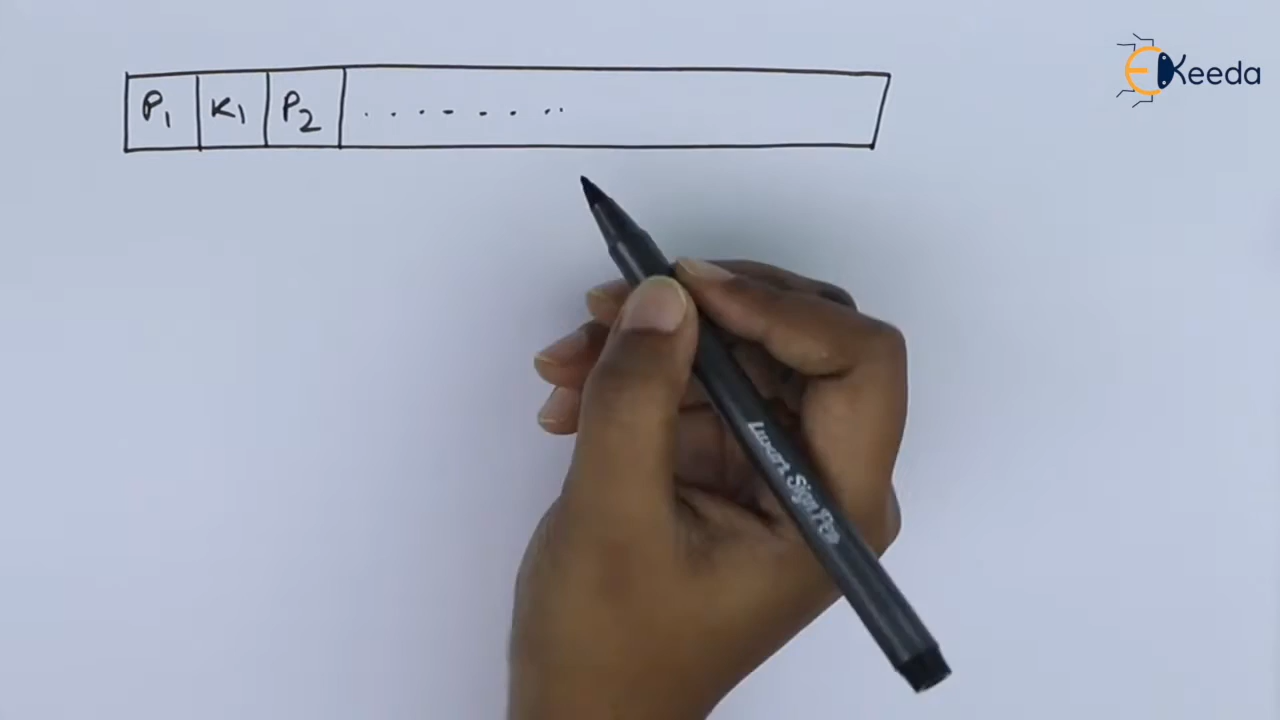 P1 K1 P2 ........
EKeeda
Luxor Sign Pen